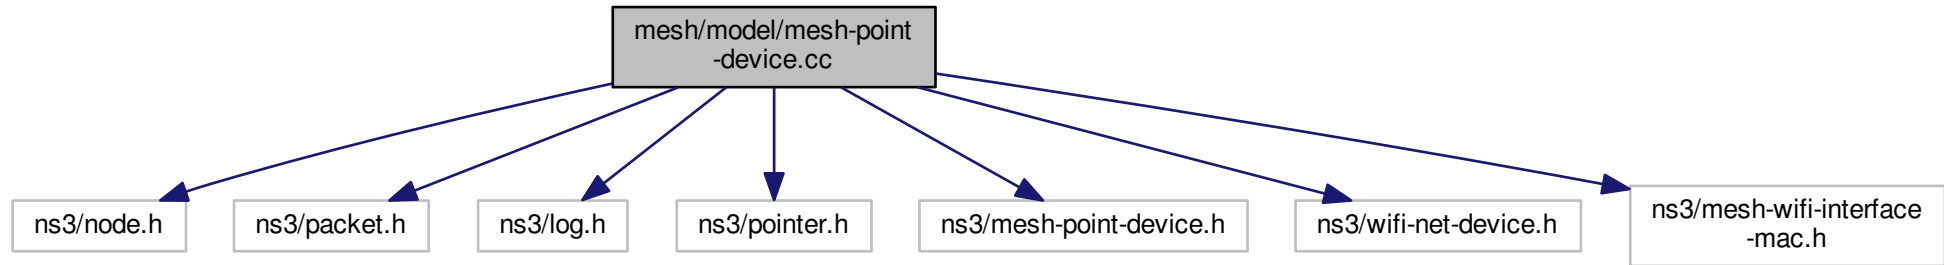 mesh/model/mesh-point
-device.cc
ns3/node.h
ns3/packet.h
ns3/log.h
ns3/pointer.h
ns3/mesh-point-device.h
ns3/wifi-net-device.h
ns3/mesh-wifi-interface
-mac.h